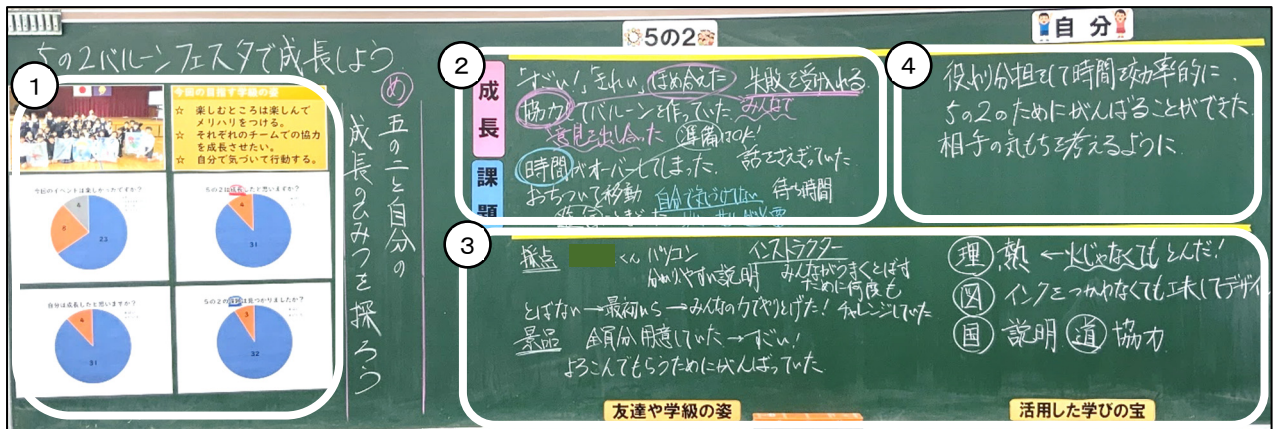 5の2バルーンフェスタで成長しよう
①
今回の目指す学級の姿
☆ 楽しむところは楽しんでメリハリをつける。
☆ それぞれのチームでの協力を成長させたい。
☆ 自分で気づいて行動する。
今回のイベントは楽しかったですか?
4
8
23
5の2は成長したと思いますか?
4
31
自分は成長したと思いますか?
4
31
5の2の課題は見つかりましたか?
3
32
め 五の二と自分の
成長のひみつを探ろう
5の2
②
成長
「すごい!」「きれい」ほめ合えた 失敗を受け入れる
協力してバルーンを作っていた みんなで
意見を出し合った 準備はOK!
課題
時間がオーバーしてしまった 話をさえぎっていた
おちついて移動 自分で気づけてない 待ち時間
自分
④
役わり分担をして時間を効率的に
5の2のためにがんばることができた
相手の気もちを考えるように
③
採点 くん パソコン インストラクター
わかりやすい説明 みんながうまくとばすために何度も
とばない→最初から→みんなの力でやりとげた! チャレンジしていた
景品 全員分用意していた→すごい!
よろこんでもらうためにがんばっていた
友達や学級の姿
理 熱 ←火じゃなくてもとんだ!
図 インクをつかわなくても工夫してデザイン
国 説明 道 協力
活用した学びの宝